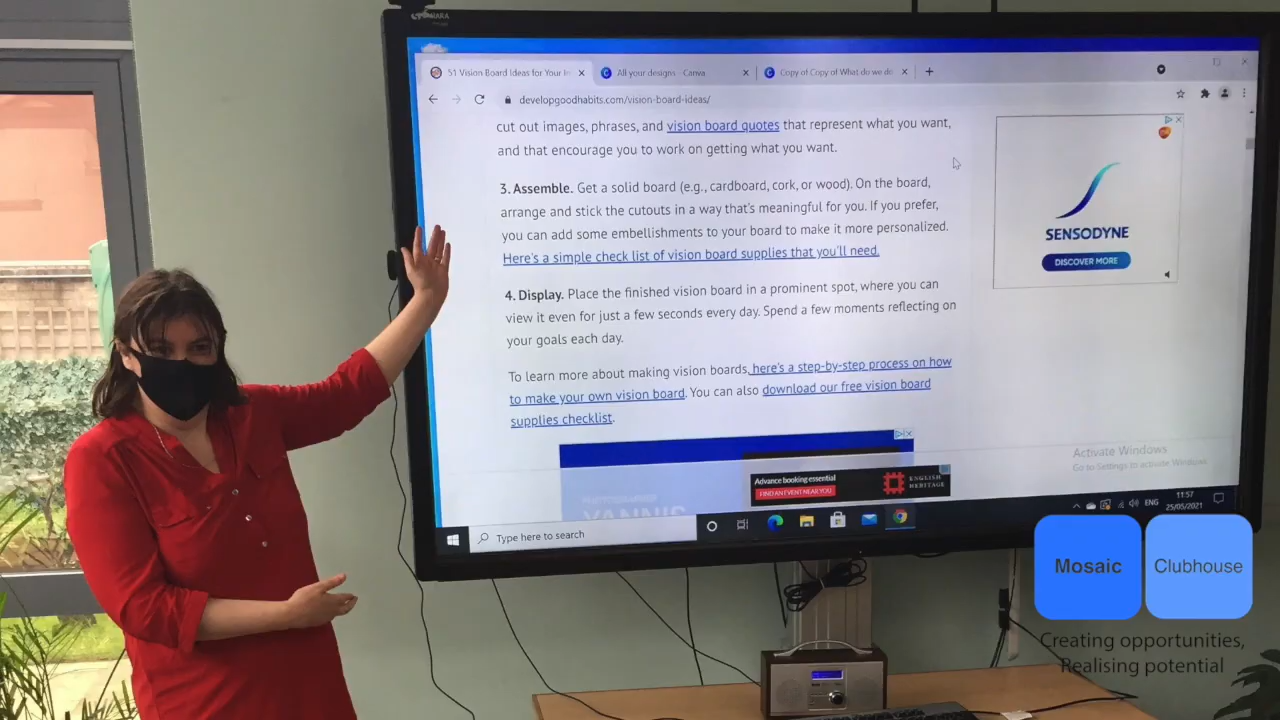 51 Vision Board Ideas for Your In
All your designs - Canva
Copy of Copy of What do we do
developgoodhabits.com/vision-board-ideas/
cut out images, phrases, and vision board quotes that represent what you want,
and that encourage you to work on getting what you want.
3. Assemble. Get a solid board (e.g., cardboard, cork, or wood). On the board,
arrange and stick the cutouts in a way that's meaningful for you. If you prefer,
you can add some embellishments to your board to make it more personalized.
Here's a simple check list of vision board supplies that you'll need.
4. Display. Place the finished vision board in a prominent spot, where you can
view it even for just a few seconds every day. Spend a few moments reflecting on
your goals each day.
To learn more about making vision boards, here's a step-by-step process on how
to make your own vision board. You can also download our free vision board
supplies checklist.
SENSODYNE
DISCOVER MORE
Advance booking essential
FIND AN EVENT NEAR YOU
ENGLISH
HERITAGE
YANNIS
Activate Windows
Go to Settings to activate Windows.
Type here to search
ENG
11:57
25/05/2021
Mosaic
Clubhouse
Creating opportunities,
Realising potential